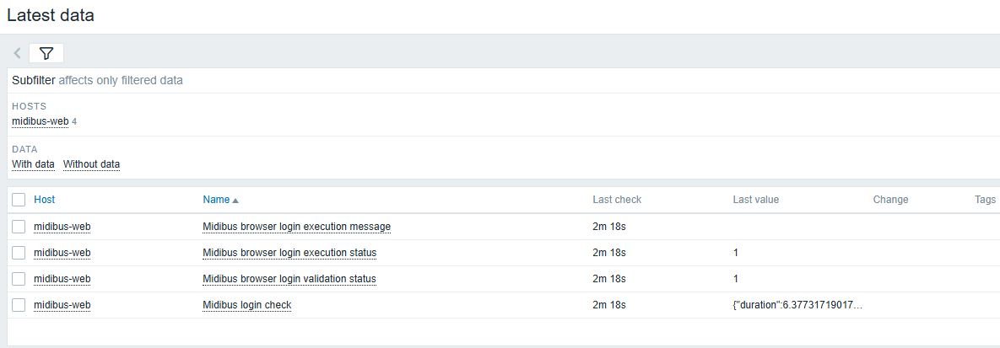 Latest data
Subfilter affects only filtered data
HOSTS
midibus-web 4
DATA
With data Without data
Host Name Last check Last value Change Tags
midibus-web Midibus browser login execution message 2m 18s
midibus-web Midibus browser login execution status 2m 18s 1
midibus-web Midibus browser login validation status 2m 18s 1
midibus-web Midibus login check 2m 18s {"duration":6.37731719017…